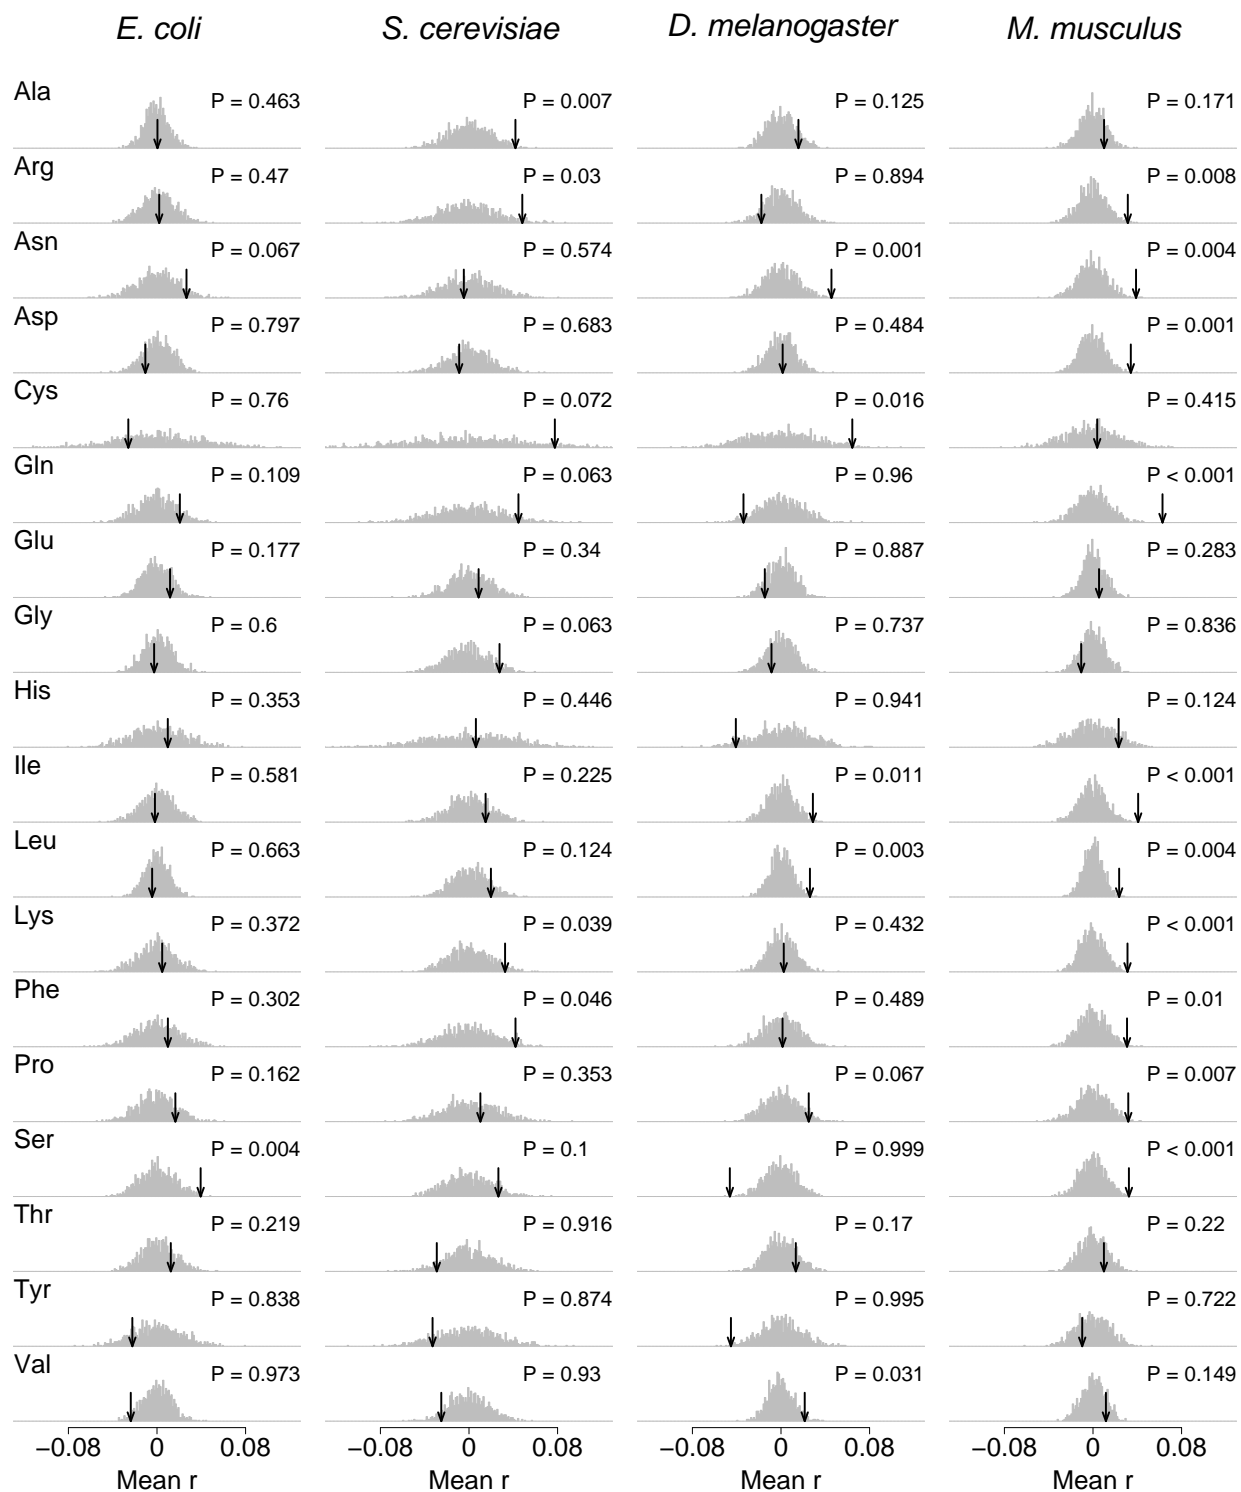 E. coli S. cerevisiae D. melanogaster M. musculus
Ala P = 0.463 P = 0.007 P = 0.125 P = 0.171
Arg P = 0.47 P = 0.03 P = 0.894 P = 0.008
Asn P = 0.067 P = 0.574 P = 0.001 P = 0.004
Asp P = 0.797 P = 0.683 P = 0.484 P = 0.001
Cys P = 0.76 P = 0.072 P = 0.016 P = 0.415
Gln P = 0.109 P = 0.063 P = 0.96 P < 0.001
Glu P = 0.177 P = 0.34 P = 0.887 P = 0.283
Gly P = 0.6 P = 0.063 P = 0.737 P = 0.836
His P = 0.353 P = 0.446 P = 0.941 P = 0.124
Ile P = 0.581 P = 0.225 P = 0.011 P < 0.001
Leu P = 0.663 P = 0.124 P = 0.003 P = 0.004
Lys P = 0.372 P = 0.039 P = 0.432 P < 0.001
Phe P = 0.302 P = 0.046 P = 0.489 P = 0.01
Pro P = 0.162 P = 0.353 P = 0.067 P = 0.007
Ser P = 0.004 P = 0.1 P = 0.999 P < 0.001
Thr P = 0.219 P = 0.916 P = 0.17 P = 0.22
Tyr P = 0.838 P = 0.874 P = 0.995 P = 0.722
Val P = 0.973 P = 0.93 P = 0.031 P = 0.149
−0.08 0 0.08 −0.08 0 0.08 −0.08 0 0.08 −0.08 0 0.08
Mean r Mean r Mean r Mean r